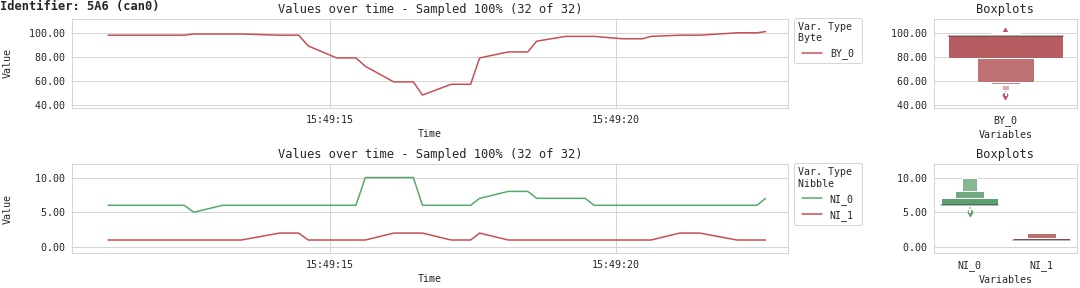 Identifier: 5A6 (can0)
Values over time - Sampled 100% (32 of 32)
Boxplots
Value
100.00
80.00
60.00
40.00
15:49:15
15:49:20
Time
Var. Type
Byte
BY_0
100.00
80.00
60.00
40.00
BY_0
Variables
Values over time - Sampled 100% (32 of 32)
Boxplots
Value
10.00
5.00
0.00
15:49:15
15:49:20
Time
Var. Type
Nibble
NI_0
NI_1
10.00
5.00
0.00
NI_0
NI_1
Variables